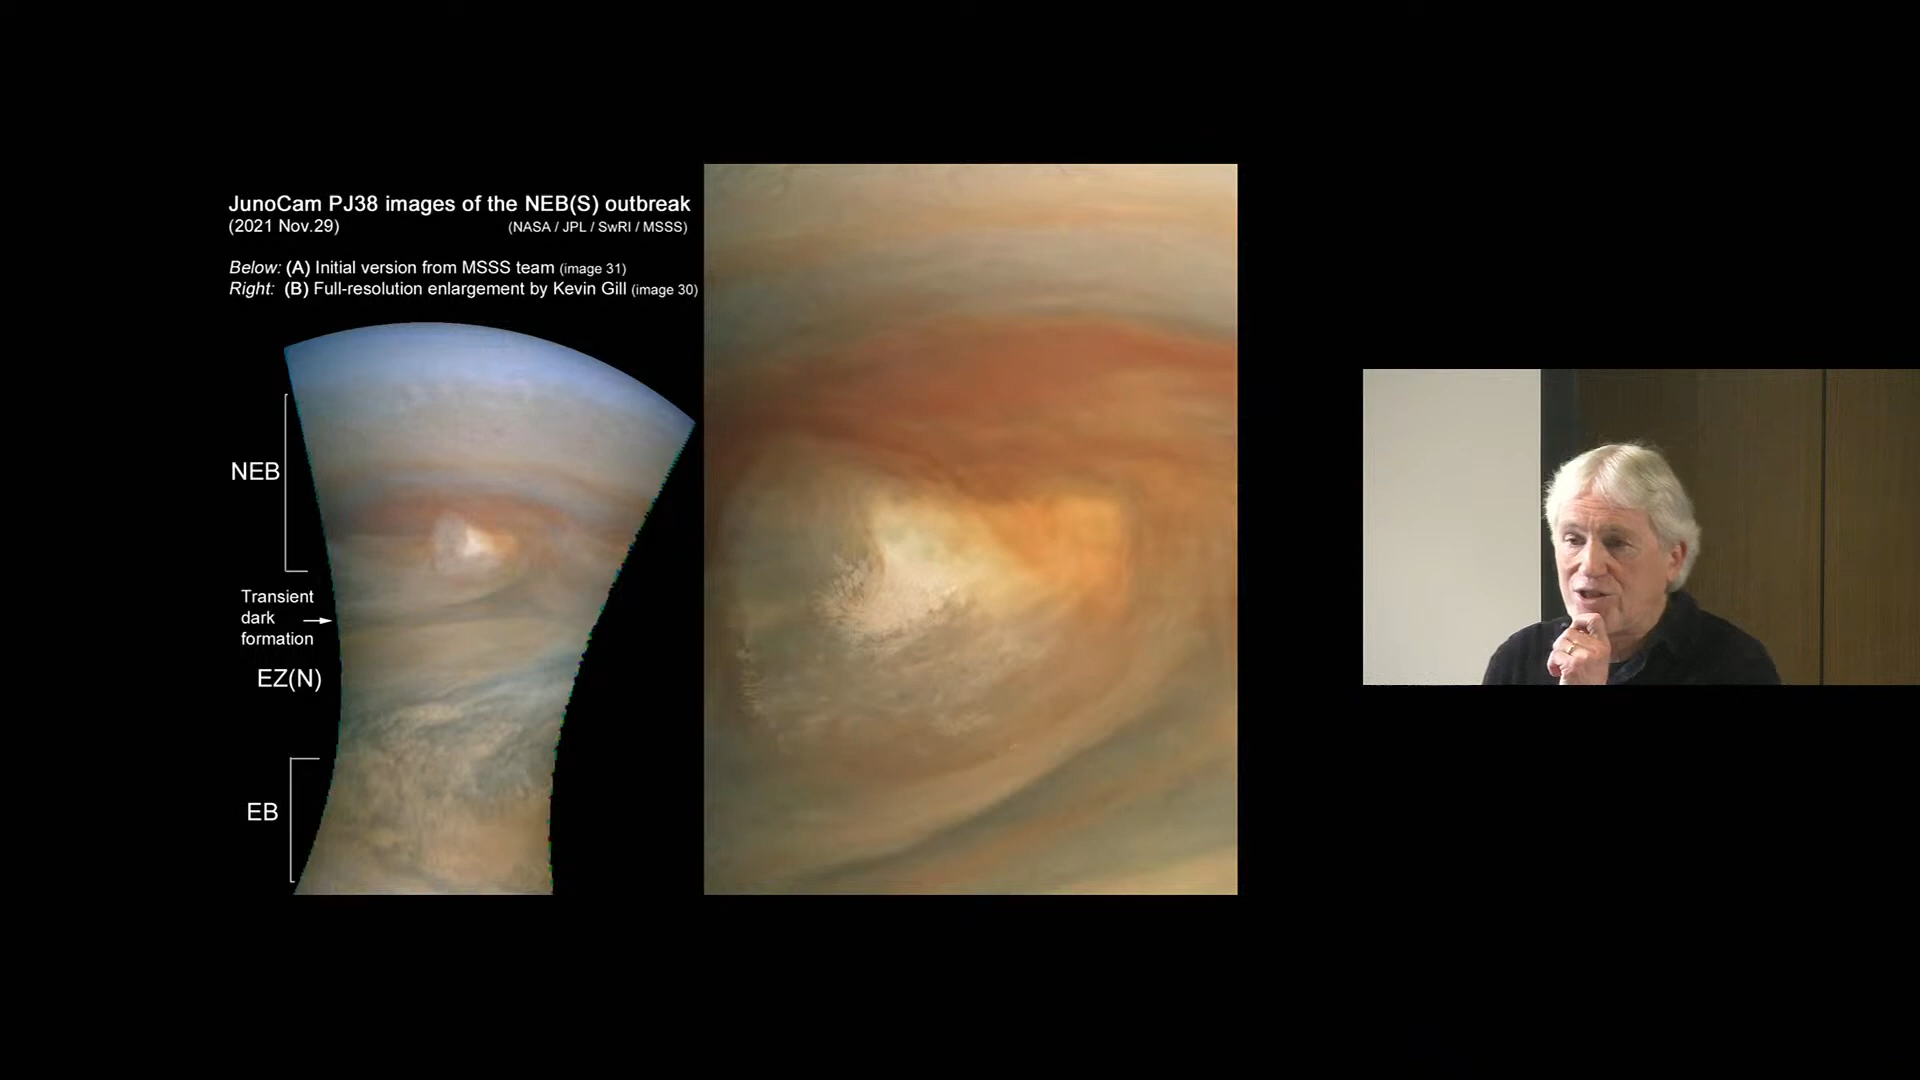 JunoCam PJ38 images of the NEB(S) outbreak
(2021 Nov.29) (NASA / JPL / SwRI / MSSS)
Below: (A) Initial version from MSSS team (image 31)
Right: (B) Full-resolution enlargement by Kevin Gill (image 30)
NEB
Transient
dark
formation
EZ(N)
EB